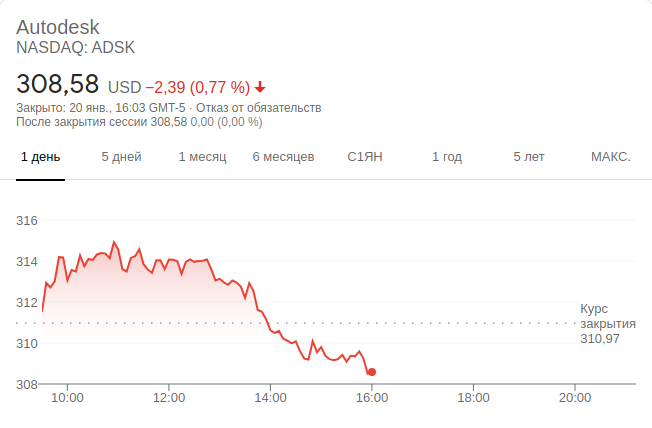 Autodesk
NASDAQ: ADSK
308,58 USD −2,39 (0,77 %)
Закрыто: 20 янв., 16:03 GMT-5 · Отказ от обязательств
После закрытия сессии 308,58 0,00 (0,00 %)
1 день 5 дней 1 месяц 6 месяцев С1ЯН 1 год 5 лет МАКС.
316
314
312
Курс
закрытия
310,97
310
308
10:00 12:00 14:00 16:00 18:00 20:00